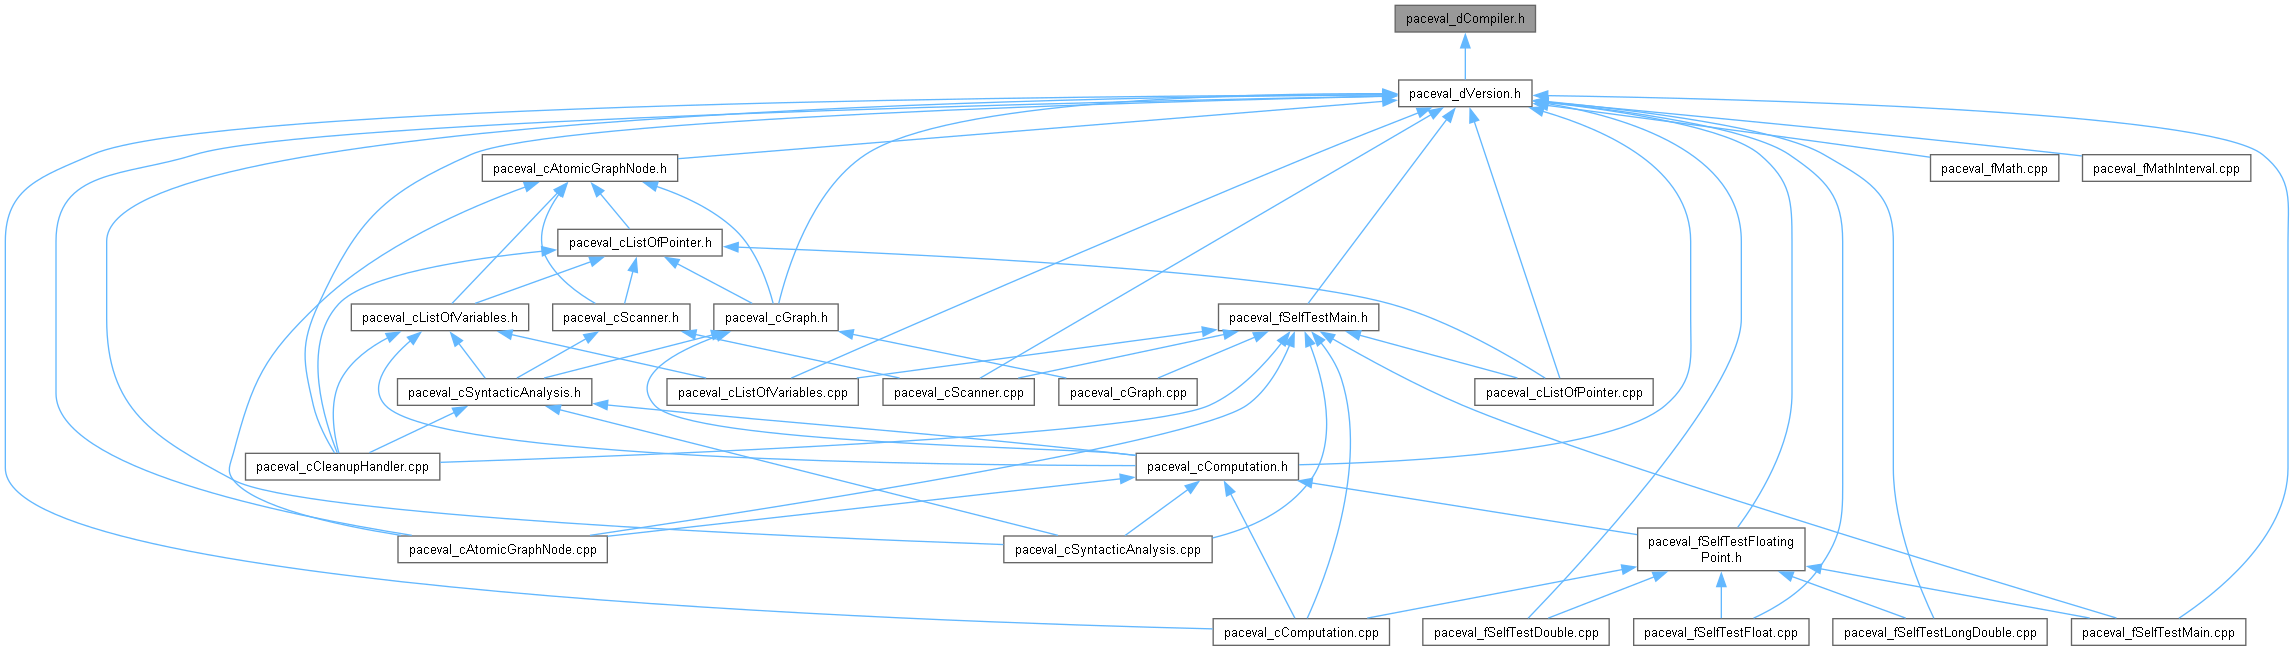 paceval_dCompiler.h
paceval_dVersion.h
paceval_cAtomicGraphNode.h
paceval_fMath.cpp
paceval_fMathInterval.cpp
paceval_cListOfPointer.h
paceval_cListOfVariables.h
paceval_cScanner.h
paceval_cGraph.h
paceval_fSelfTestMain.h
paceval_cSyntacticAnalysis.h
paceval_cListOfVariables.cpp
paceval_cScanner.cpp
paceval_cGraph.cpp
paceval_cListOfPointer.cpp
paceval_cCleanupHandler.cpp
paceval_cComputation.h
paceval_cAtomicGraphNode.cpp
paceval_cSyntacticAnalysis.cpp
paceval_fSelfTestFloating
Point.h
paceval_cComputation.cpp
paceval_fSelfTestDouble.cpp
paceval_fSelfTestFloat.cpp
paceval_fSelfTestLongDouble.cpp
paceval_fSelfTestMain.cpp